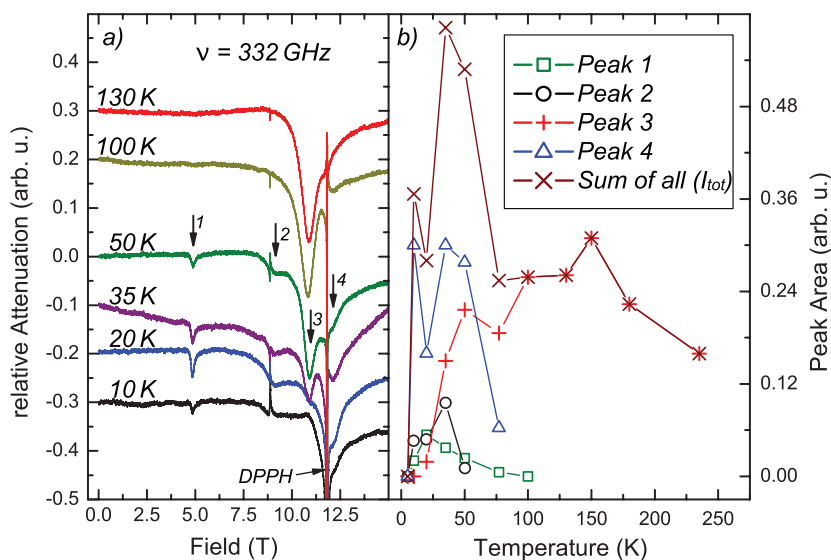 a)
ν = 332 GHz
130 K
100 K
50 K
35 K
20 K
10 K
1
2
3
4
DPPH
relative Attenuation (arb. u.)
0.5
0.4
0.3
0.2
0.1
0.0
-0.1
-0.2
-0.3
-0.4
-0.5
0.0
2.5
5.0
7.5
10.0
12.5
Field (T)
b)
Peak 1
Peak 2
Peak 3
Peak 4
Sum of all (Itot)
0.48
0.36
0.24
0.12
0.00
Peak Area (arb. u.)
0
50
100
150
200
250
Temperature (K)